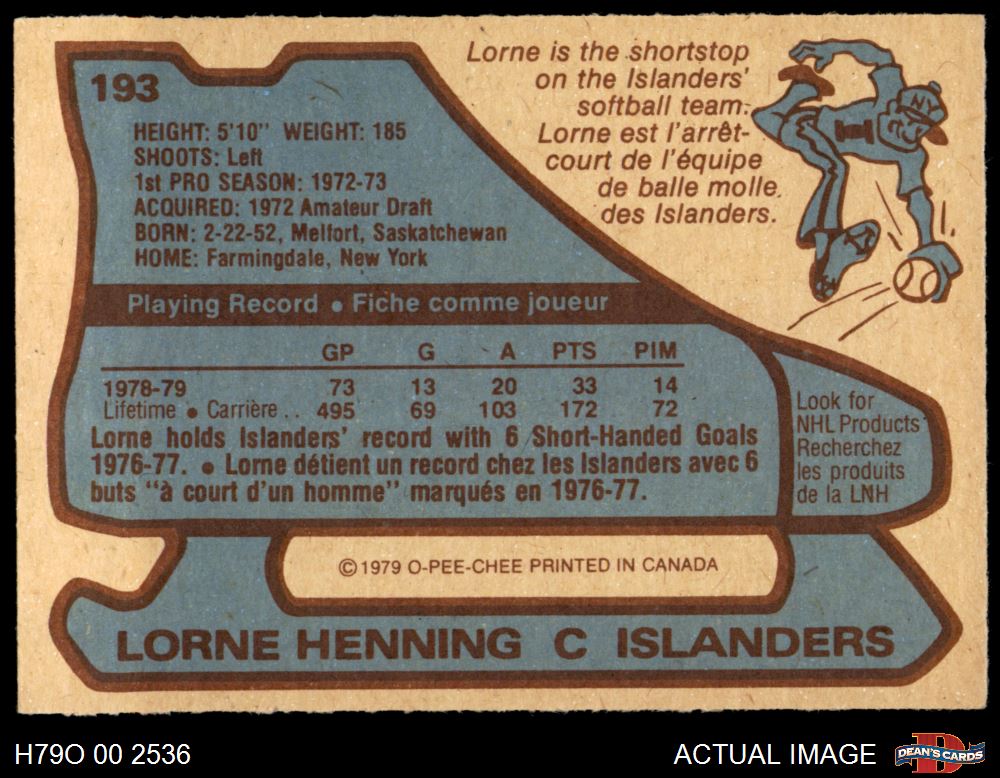 193
HEIGHT: 5'10" WEIGHT: 185
SHOOTS: Left
1st PRO SEASON: 1972-73
ACQUIRED: 1972 Amateur Draft
BORN: 2-22-52, Melfort, Saskatchewan
HOME: Farmingdale, New York
Lorne is the shortstop
on the Islanders'
softball team.
Lorne est l'arrêt-
court de l'équipe
de balle molle
des Islanders.
NY
Playing Record • Fiche comme joueur
GP G A PTS PIM
1978-79 73 13 20 33 14
Lifetime • Carrière .. 495 69 103 172 72
Lorne holds Islanders' record with 6 Short-Handed Goals
1976-77. • Lorne détient un record chez les Islanders avec 6
buts "à court d'un homme" marqués en 1976-77.
Look for
NHL Products
Recherchez
les produits
de la LNH
© 1979 O-PEE-CHEE PRINTED IN CANADA
LORNE HENNING C ISLANDERS
H79O 00 2536
ACTUAL IMAGE
DEAN'S CARDS